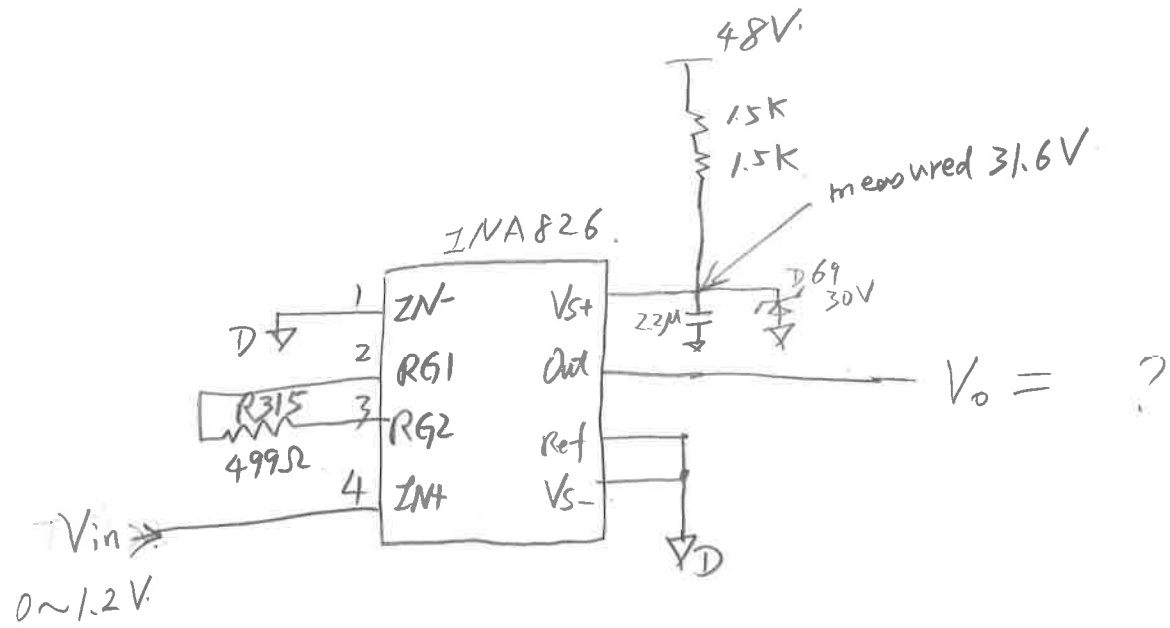 48V.
1.5K
1.5K
measured 31.6V
INA826.
1
IN-
VS+
22µ
D69
30V
D
2
RG1
Out
Vo = ?
R315
3
RG2
Ref
499Ω
4
IN+
VS-
Vin
D
0~1.2V.